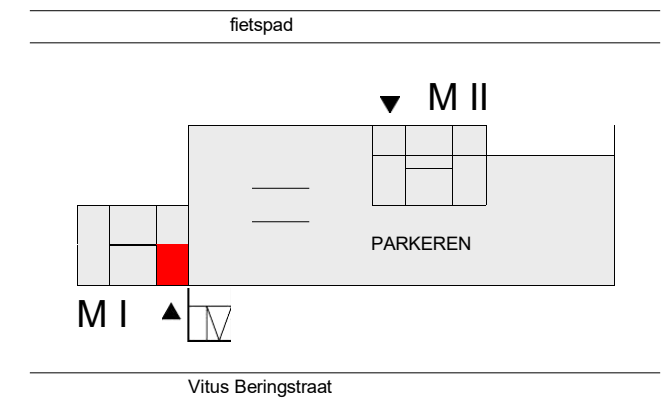 fietspad
M II
PARKEREN
M I
Vitus Beringstraat